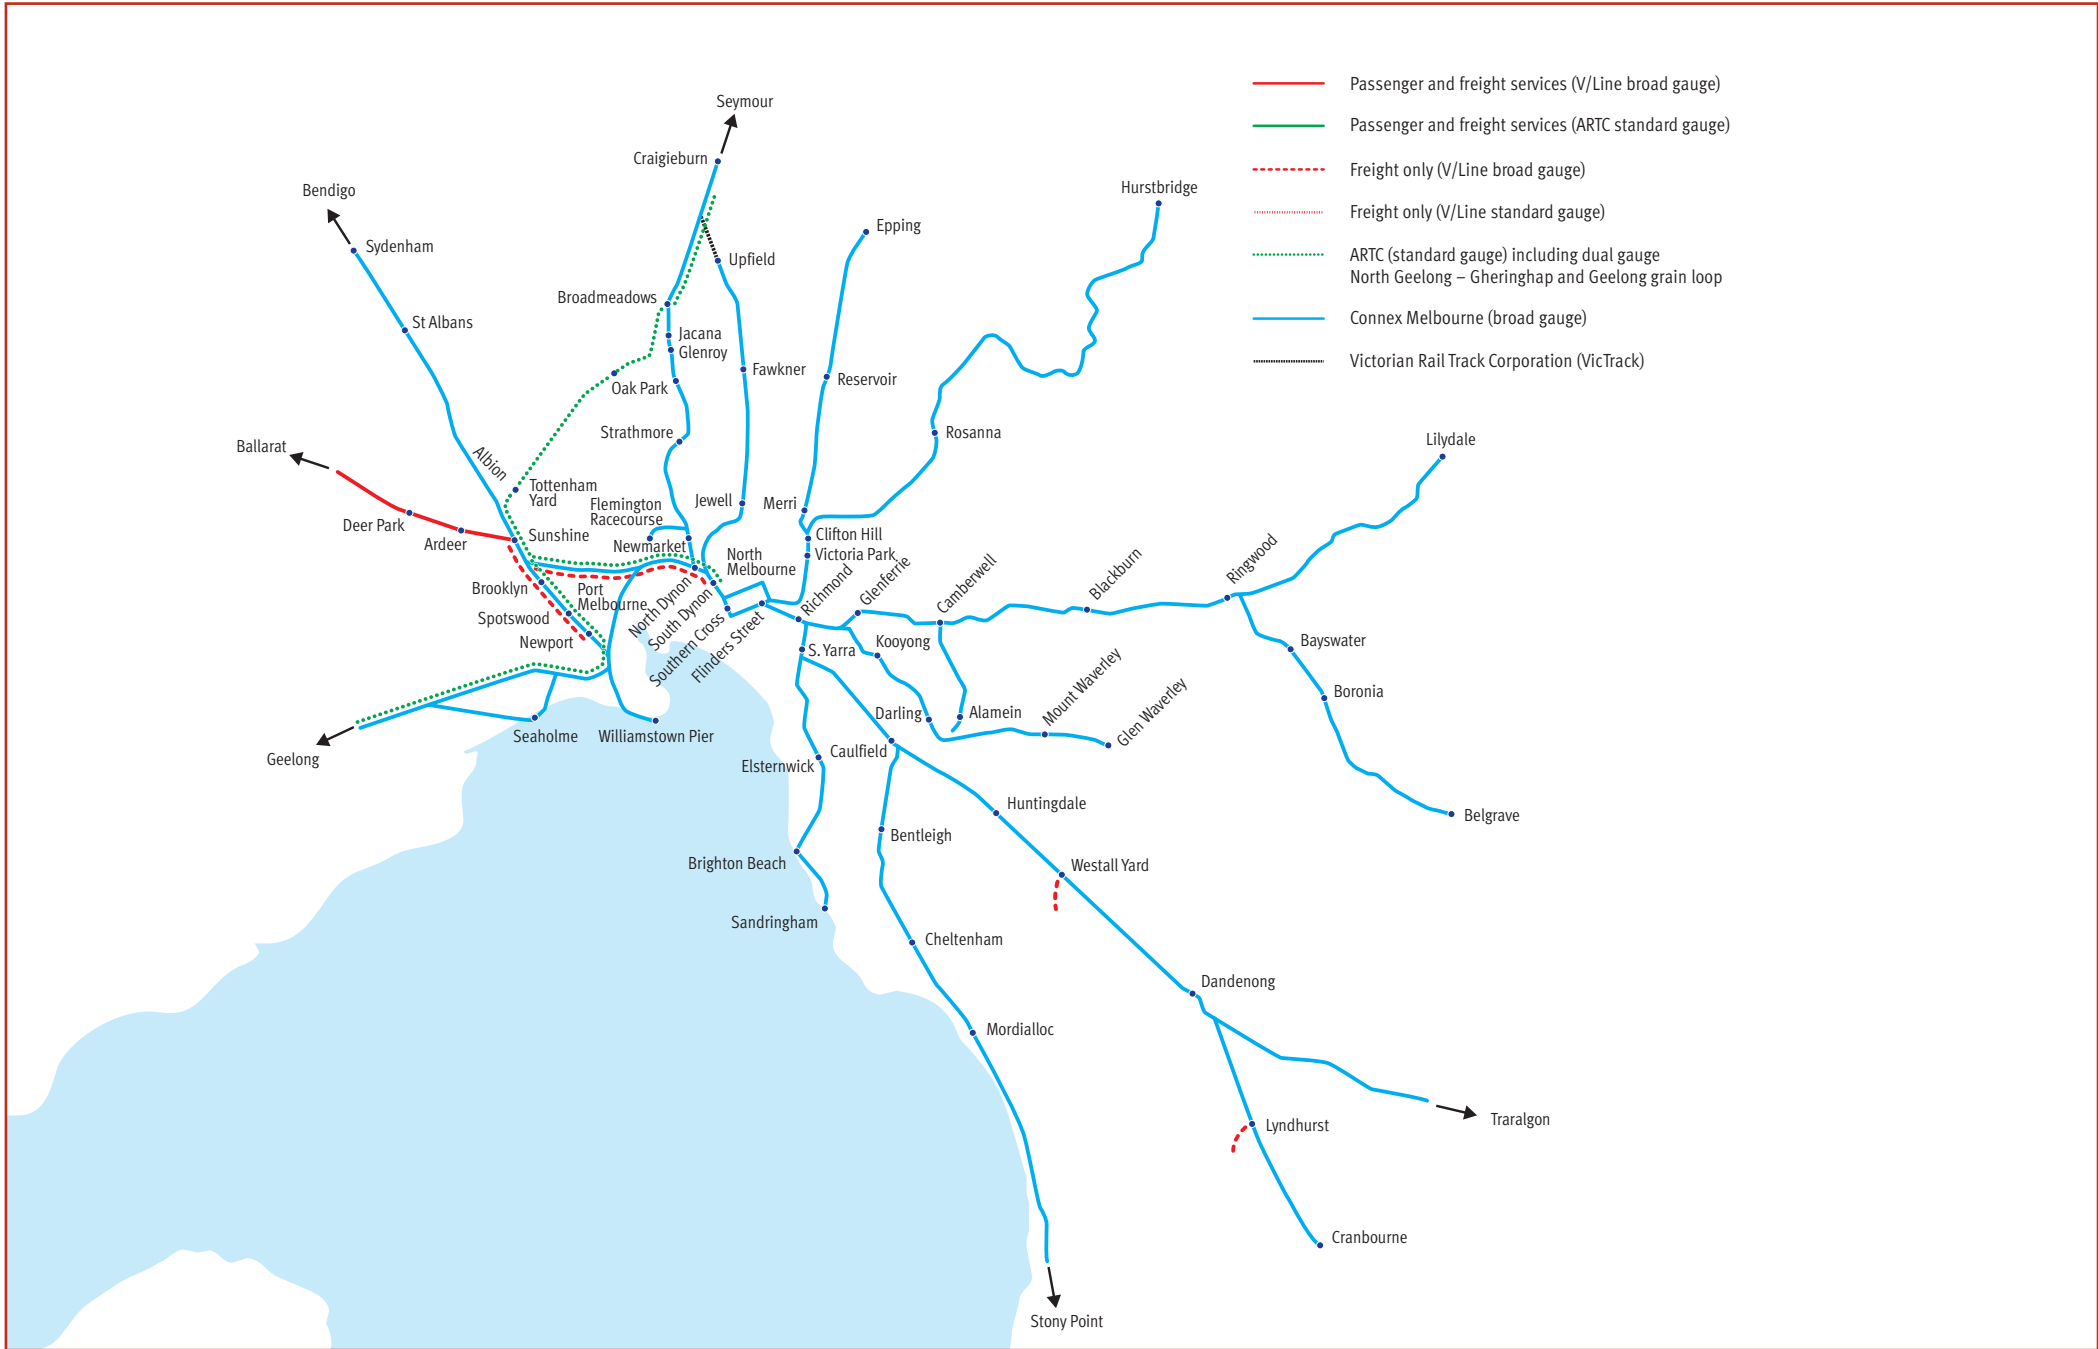 Passenger and freight services (V/Line broad gauge)
Passenger and freight services (ARTC standard gauge)
Freight only (V/Line broad gauge)
Freight only (V/Line standard gauge)
ARTC (standard gauge) including dual gauge
North Geelong – Gheringhap and Geelong grain loop
Connex Melbourne (broad gauge)
Victorian Rail Track Corporation (VicTrack)
Seymour
Craigieburn
Bendigo
Hurstbridge
Sydenham
Epping
Upfield
Broadmeadows
St Albans
Jacana
Glenroy
Fawkner
Reservoir
Oak Park
Strathmore
Rosanna
Lilydale
Ballarat
Albion
Tottenham
Yard
Flemington
Racecourse
Jewell
Merri
Deer Park
Ardeer
Sunshine
Newmarket
North
Melbourne
Clifton Hill
Victoria Park
Richmond
Glenferrie
Camberwell
Blackburn
Ringwood
Brooklyn
Port
Melbourne
Spotswood
Newport
North Dynon
South Dynon
Southern Cross
Flinders Street
S. Yarra
Kooyong
Bayswater
Boronia
Darling
Alamein
Mount Waverley
Glen Waverley
Seaholme
Williamstown Pier
Geelong
Caulfield
Elsternwick
Huntingdale
Belgrave
Bentleigh
Brighton Beach
Westall Yard
Sandringham
Cheltenham
Dandenong
Mordialloc
Traralgon
Lyndhurst
Cranbourne
Stony Point